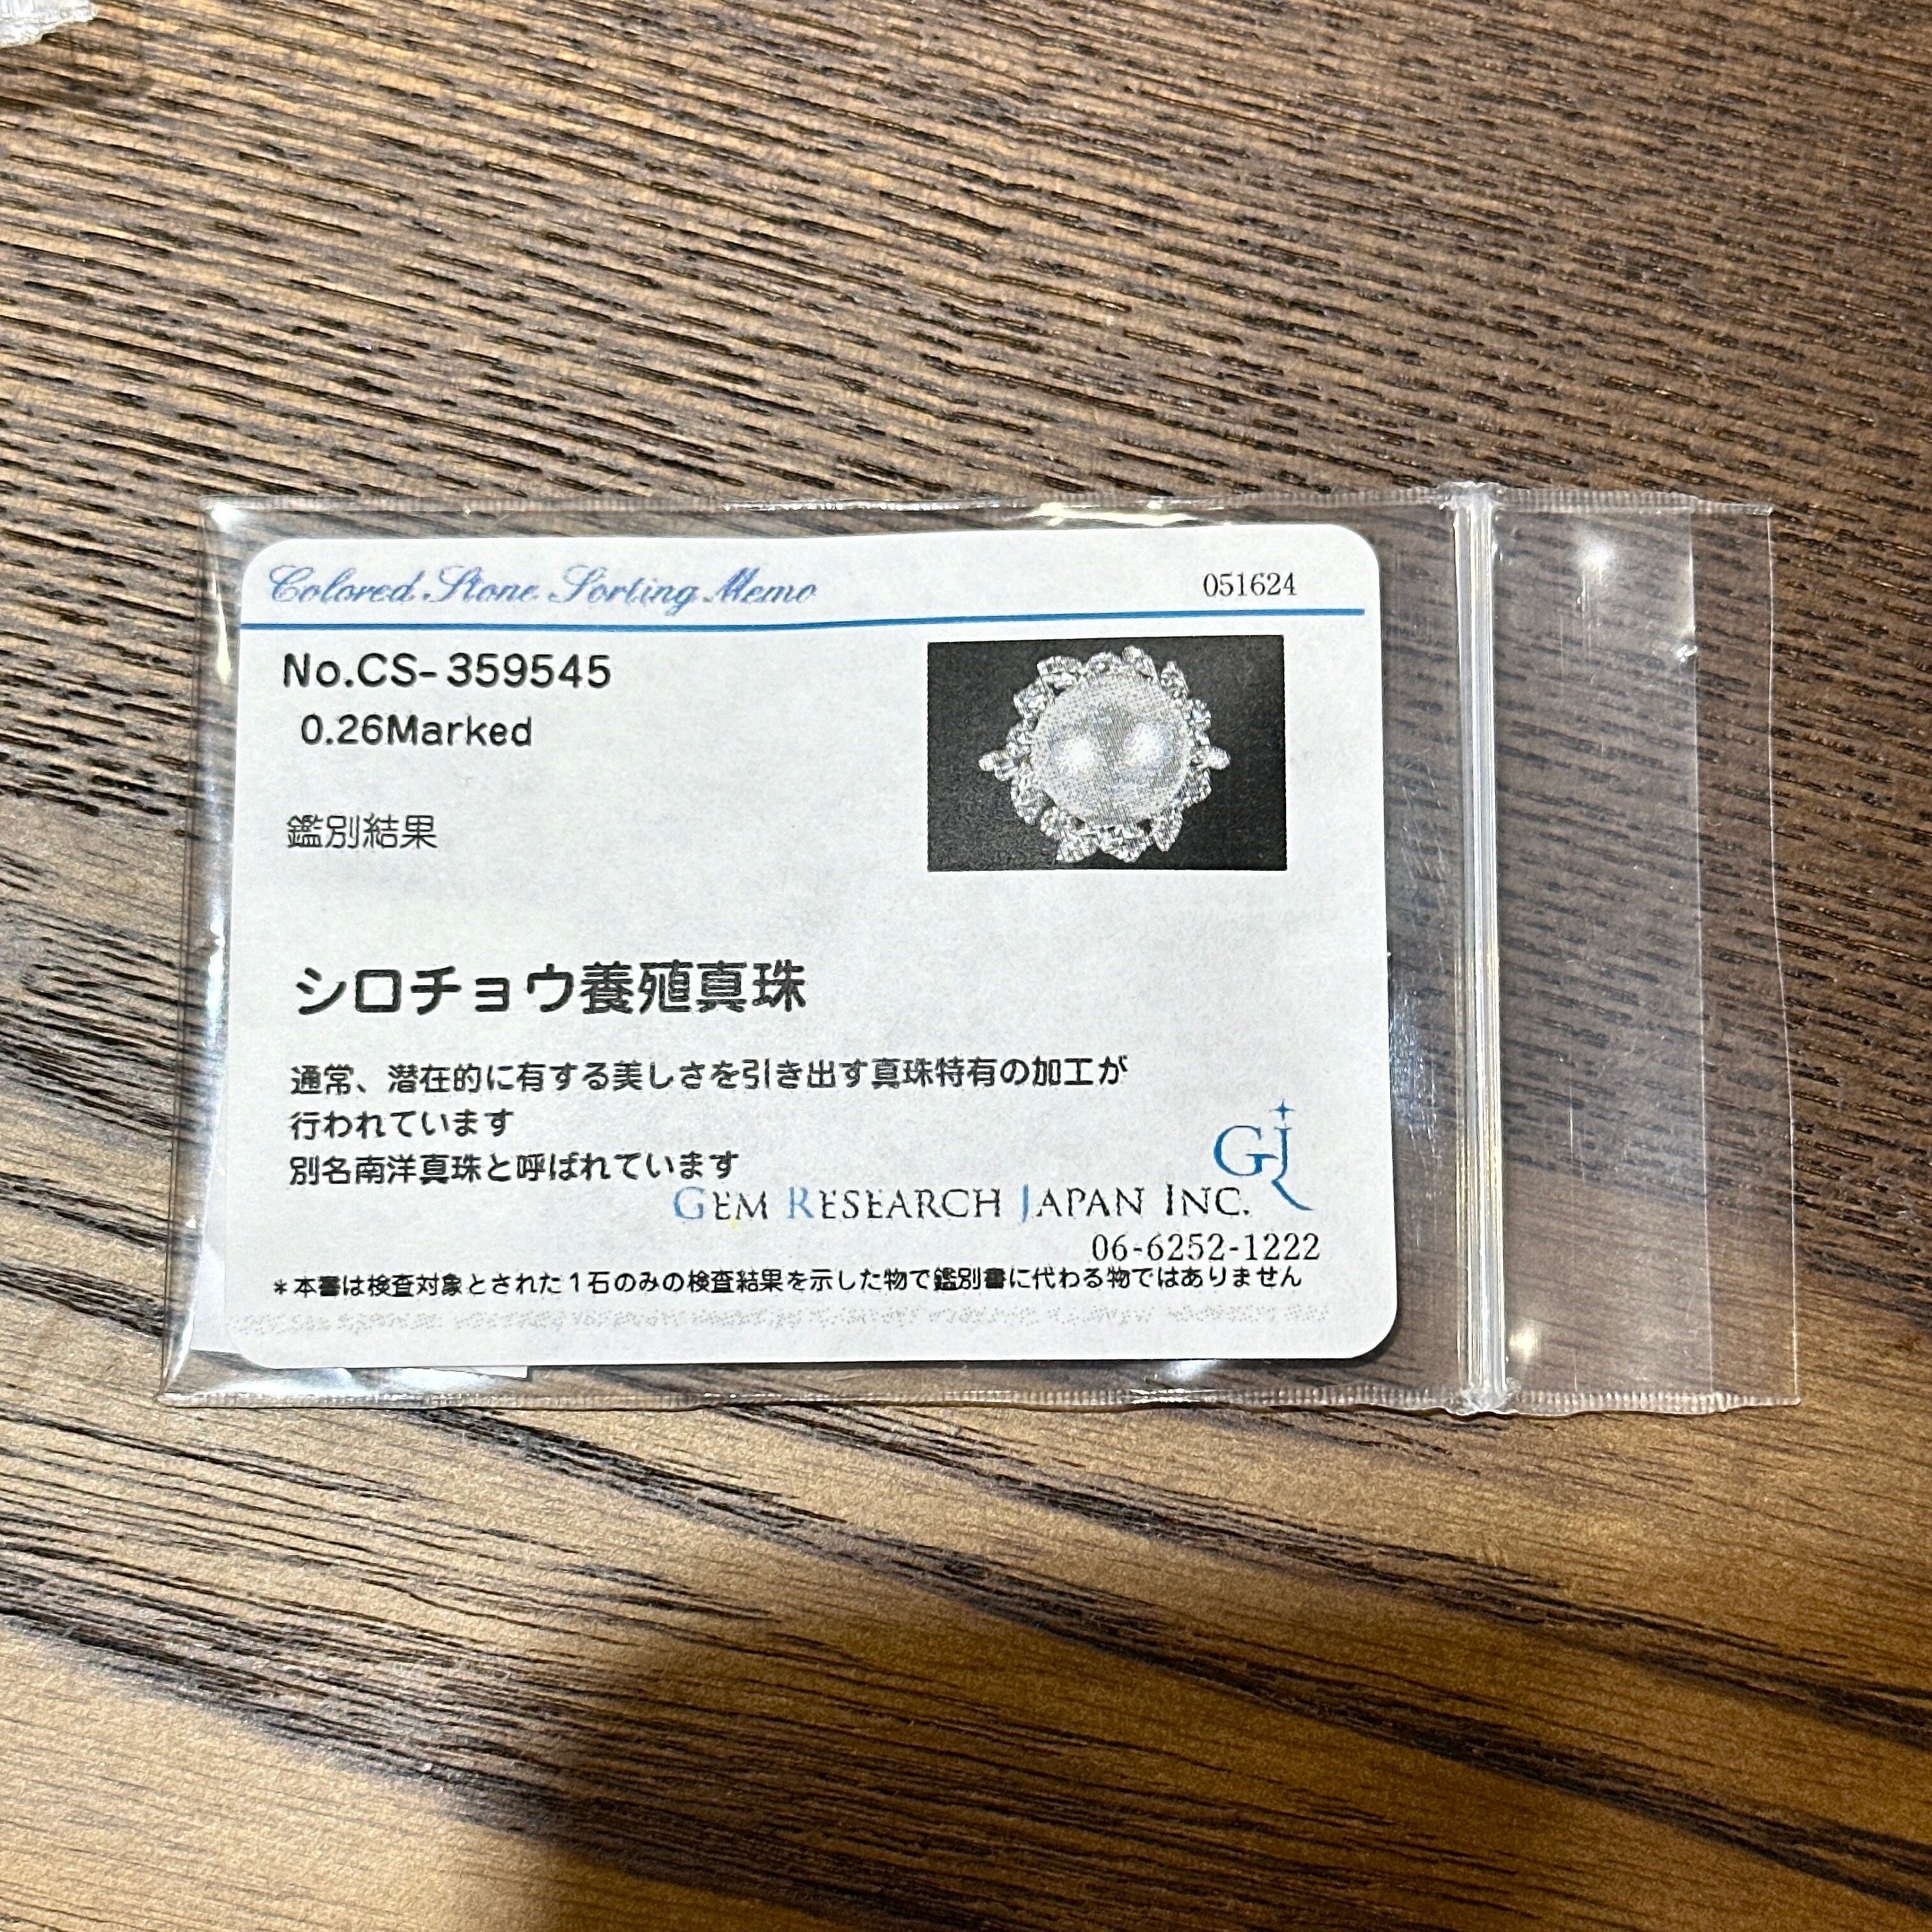 Colored Stone Sorting Memo
051624
No.CS-359545
0.26Marked
鑑別結果
シロチョウ養殖真珠
通常、潜在的に有する美しさを引き出す真珠特有の加工が
行われています
別名南洋真珠と呼ばれています
GJ
GEM RESEARCH JAPAN INC.
06-6252-1222
*本書は検査対象とされた1石のみの検査結果を示した物で鑑別書に代わる物ではありません